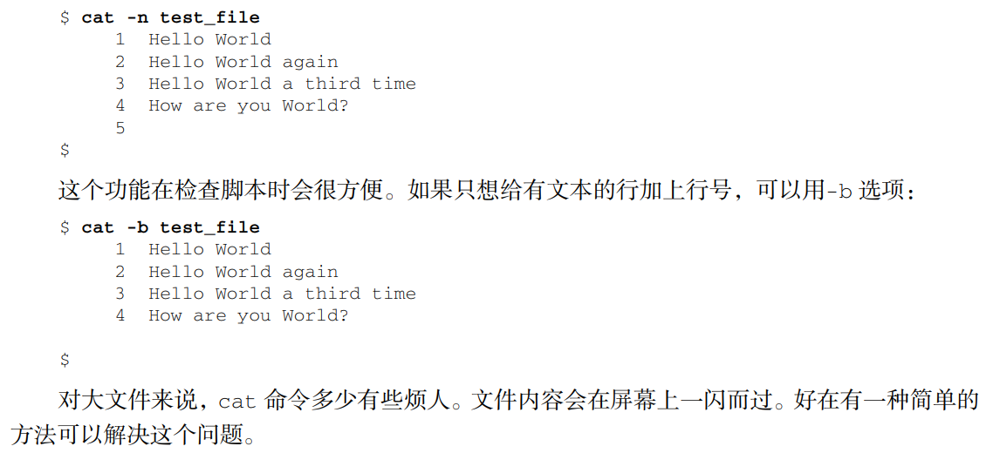 $ cat -n test_file
1 Hello World
2 Hello World again
3 Hello World a third time
4 How are you World?
5
$
这个功能在检查脚本时会很方便。如果只想给有文本的行加上行号，可以用-b 选项：
$ cat -b test_file
1 Hello World
2 Hello World again
3 Hello World a third time
4 How are you World?
$
对大文件来说，cat 命令多少有些烦人。文件内容会在屏幕上一闪而过。好在有一种简单的
方法可以解决这个问题。